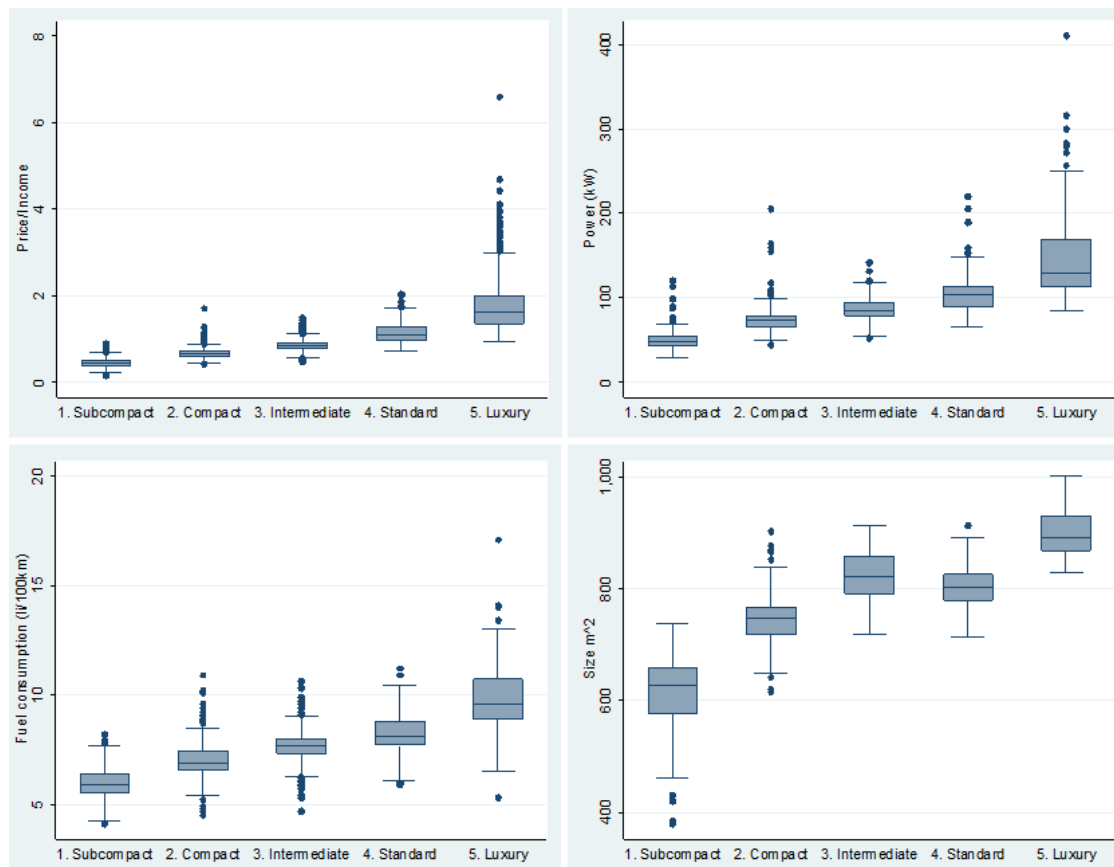 Price/Income
8
6
4
2
0
1. Subcompact 2. Compact 3. Intermediate 4. Standard 5. Luxury
Power (kW)
400
300
200
100
0
1. Subcompact 2. Compact 3. Intermediate 4. Standard 5. Luxury
Fuel consumption (li/100km)
20
15
10
5
1. Subcompact 2. Compact 3. Intermediate 4. Standard 5. Luxury
Size m^2
1,000
800
600
400
1. Subcompact 2. Compact 3. Intermediate 4. Standard 5. Luxury